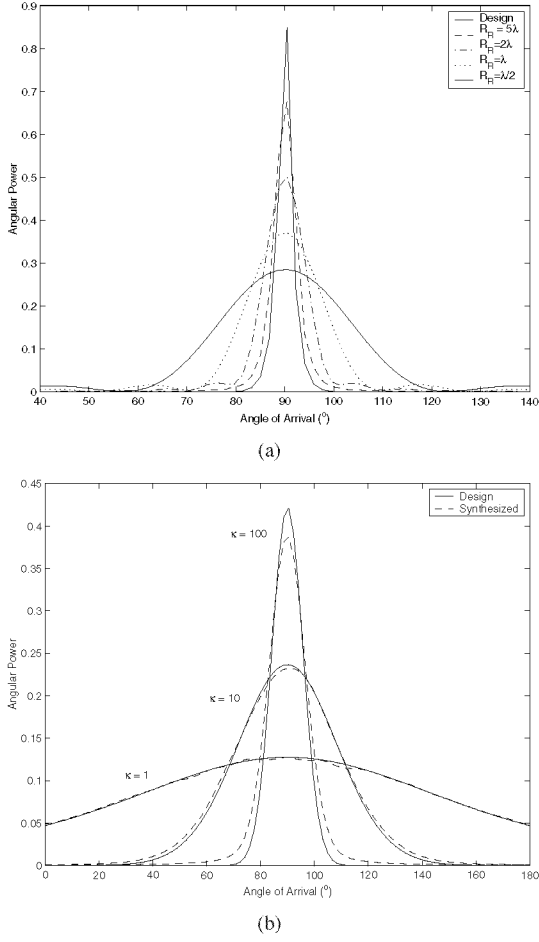 0.9
0.8
0.7
0.6
0.5
0.4
0.3
0.2
0.1
0
Angular Power
Design
R_R = 5λ
R_R=2λ
R_R=λ
R_R=λ/2
40 50 60 70 80 90 100 110 120 130 140
Angle of Arrival (°)
(a)
0.45
0.4
0.35
0.3
0.25
0.2
0.15
0.1
0.05
0
Angular Power
Design
Synthesized
κ = 100
κ = 10
κ = 1
0 20 40 60 80 100 120 140 160 180
Angle of Arrival (°)
(b)